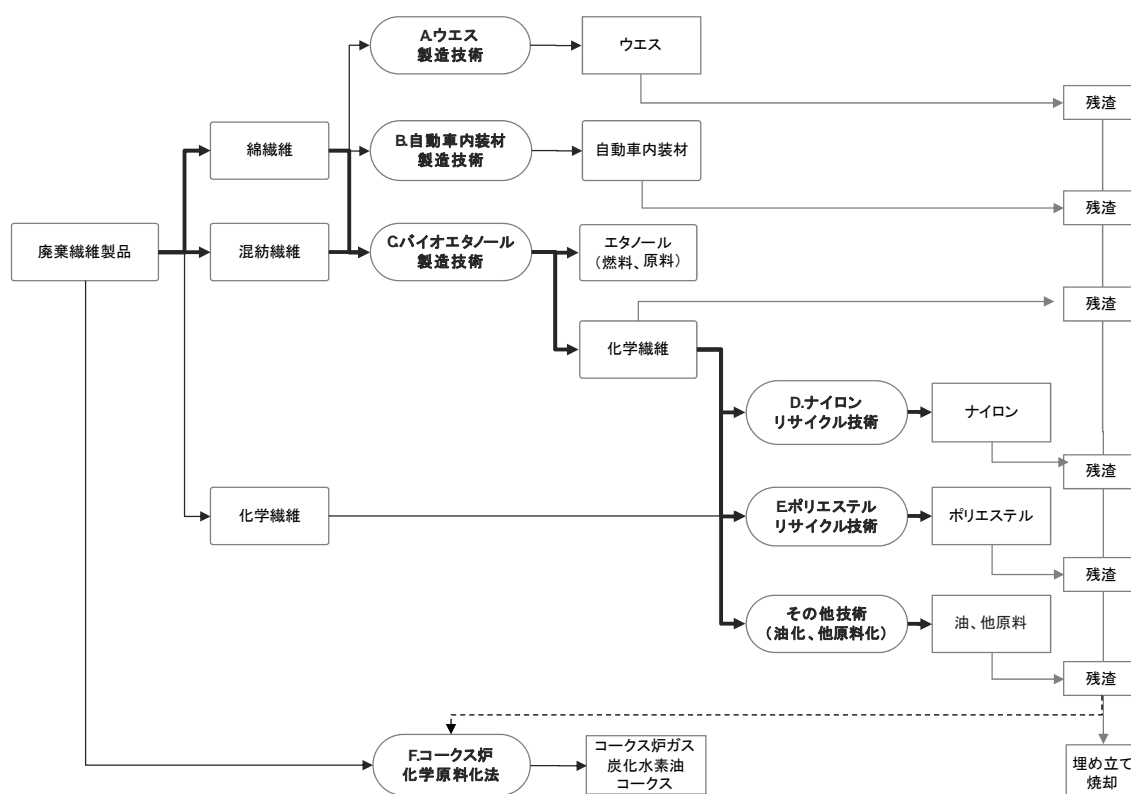 A.ウエス
製造技術
ウエス
残渣
綿繊維
B.自動車内装材
製造技術
自動車内装材
残渣
廃棄繊維製品
混紡繊維
C.バイオエタノール
製造技術
エタノール
（燃料、原料）
残渣
化学繊維
D.ナイロン
リサイクル技術
ナイロン
残渣
化学繊維
E.ポリエステル
リサイクル技術
ポリエステル
残渣
その他技術
（油化、他原料化）
油、他原料
残渣
F.コークス炉
化学原料化法
コークス炉ガス
炭化水素油
コークス
埋め立て
焼却